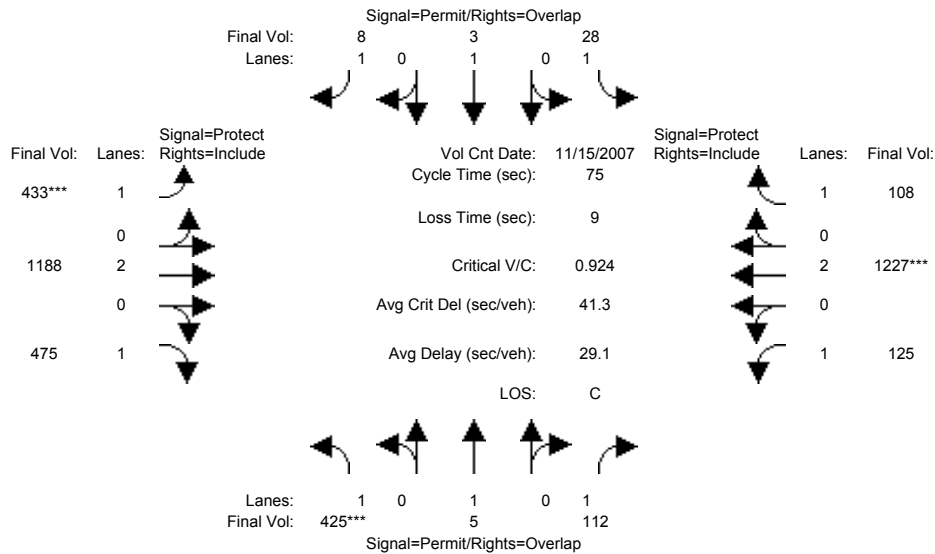 Signal=Permit/Rights=Overlap
Final Vol: 8 3 28
Lanes: 1 0 1 0 1
Signal=Protect
Final Vol: Lanes: Rights=Include
Vol Cnt Date: 11/15/2007
Signal=Protect
Rights=Include Lanes: Final Vol:
Cycle Time (sec): 75
433*** 1
1 108
Loss Time (sec): 9
0
0
1188 2
Critical V/C: 0.924
2 1227***
0
Avg Crit Del (sec/veh): 41.3
0
475 1
Avg Delay (sec/veh): 29.1
1 125
LOS: C
Lanes: 1 0 1 0 1
Final Vol: 425*** 5 112
Signal=Permit/Rights=Overlap